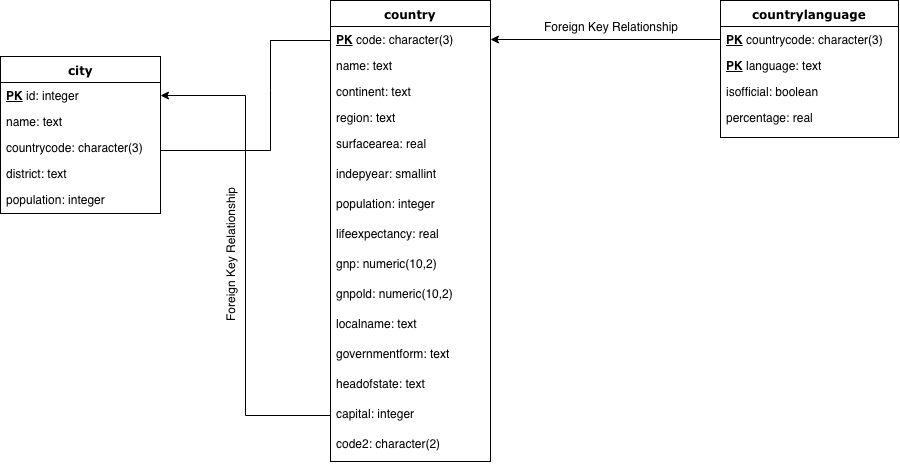 city
PK id: integer
name: text
countrycode: character(3)
district: text
population: integer
Foreign Key Relationship
country
PK code: character(3)
name: text
continent: text
region: text
surfacearea: real
indepyear: smallint
population: integer
lifeexpectancy: real
gnp: numeric(10,2)
gnpold: numeric(10,2)
localname: text
governmentform: text
headofstate: text
capital: integer
code2: character(2)
Foreign Key Relationship
countrylanguage
PK countrycode: character(3)
PK language: text
isofficial: boolean
percentage: real